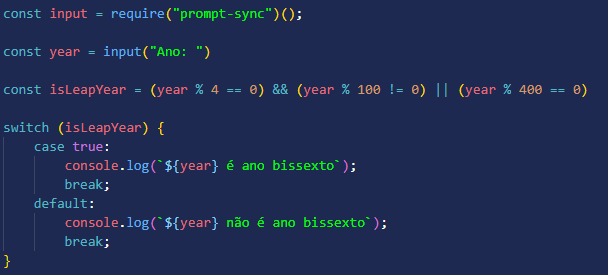 const input = require("prompt-sync")();
const year = input("Ano: ")
const isLeapYear = (year % 4 == 0) && (year % 100 != 0) || (year % 400 == 0)
switch (isLeapYear) {
    case true:
        console.log(`${year} é ano bissexto`);
        break;
    default:
        console.log(`${year} não é ano bissexto`);
        break;
}